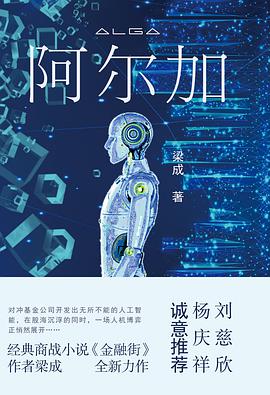 ALGA
阿尔加
梁成 著
对冲基金公司开发出无所不能的人工智
能，在股海沉浮的同时，一场人机博弈
正悄然展开……
经典商战小说《金融街》
作者梁成 全新力作
刘慈欣
杨庆祥
诚意推荐